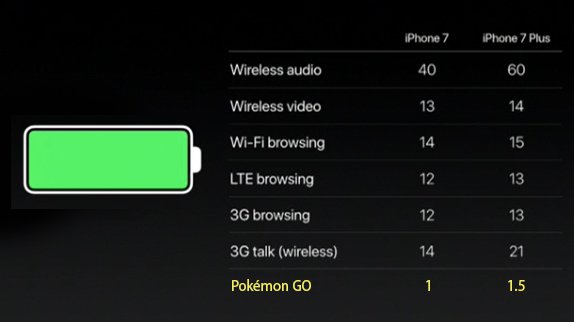 iPhone 7 iPhone 7 Plus
Wireless audio 40 60
Wireless video 13 14
Wi-Fi browsing 14 15
LTE browsing 12 13
3G browsing 12 13
3G talk (wireless) 14 21
Pokémon GO 1 1.5